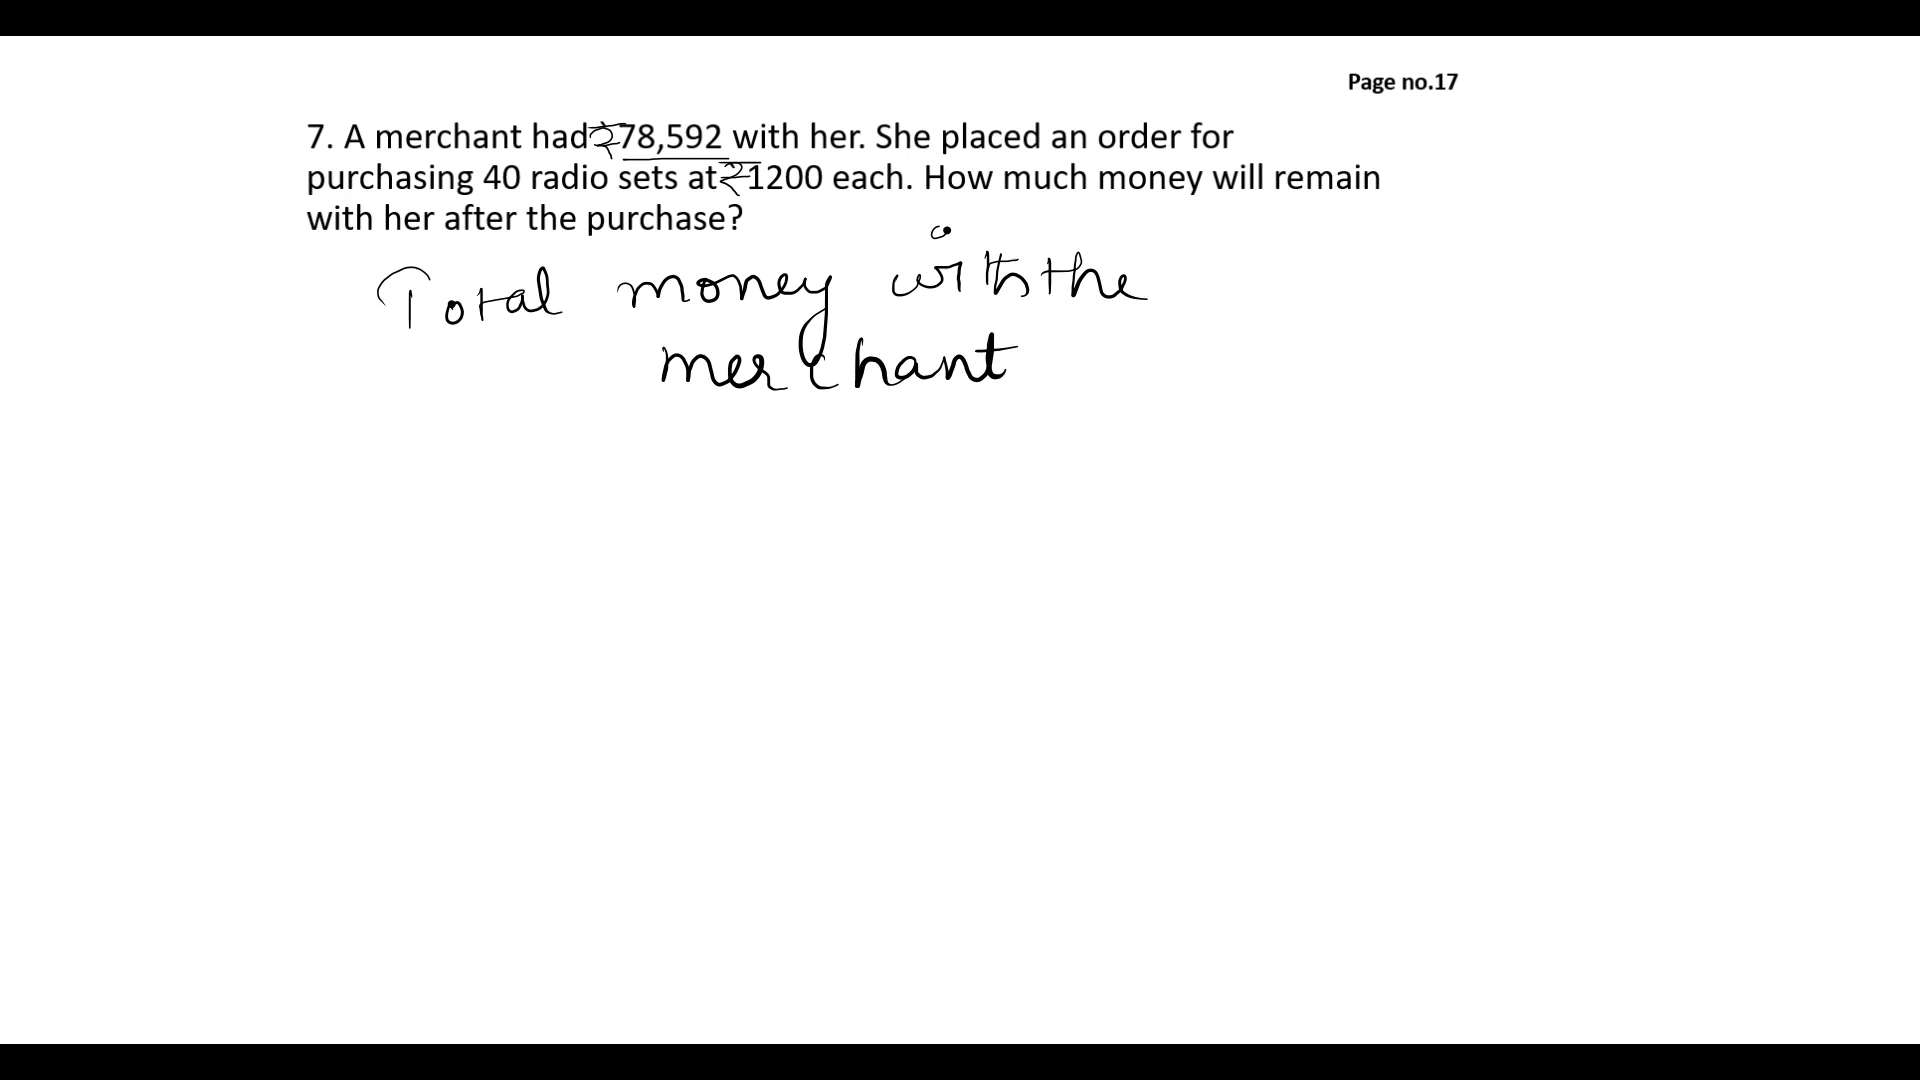 Page no.17
7. A merchant had ₹78,592 with her. She placed an order for
purchasing 40 radio sets at ₹1200 each. How much money will remain
with her after the purchase?
Total money with the
merchant